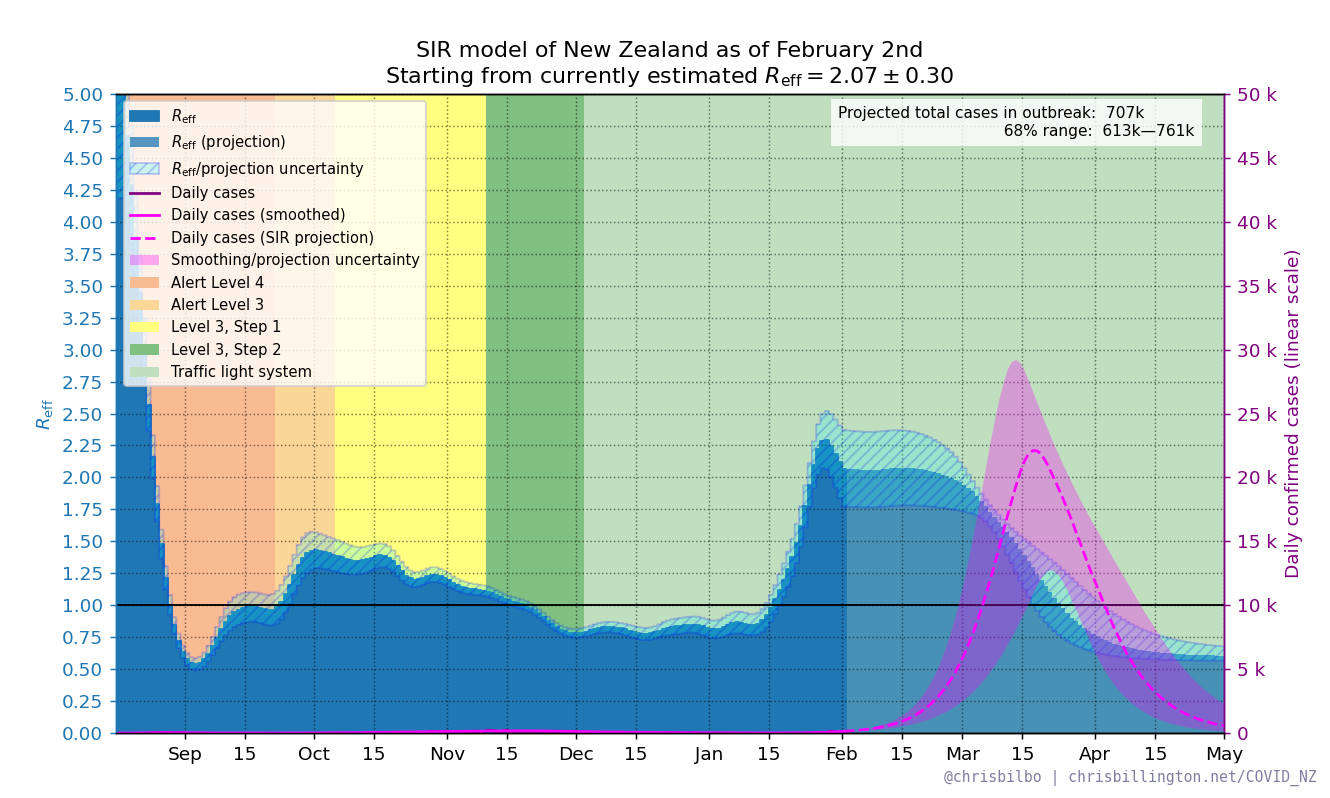 SIR model of New Zealand as of February 2nd
Starting from currently estimated R_eff = 2.07 ± 0.30
Projected total cases in outbreak: 707k
68% range: 613k—761k
R_eff
R_eff (projection)
R_eff/projection uncertainty
Daily cases
Daily cases (smoothed)
Daily cases (SIR projection)
Smoothing/projection uncertainty
Alert Level 4
Alert Level 3
Level 3, Step 1
Level 3, Step 2
Traffic light system
R_eff
5.00
4.75
4.50
4.25
4.00
3.75
3.50
3.25
3.00
2.75
2.50
2.25
2.00
1.75
1.50
1.25
1.00
0.75
0.50
0.25
0.00
50 k
45 k
40 k
35 k
30 k
25 k
20 k
15 k
10 k
5 k
0
Daily confirmed cases (linear scale)
Sep 15 Oct 15 Nov 15 Dec 15 Jan 15 Feb 15 Mar 15 Apr 15 May
@chrisbilbo | chrisbillington.net/COVID_NZ